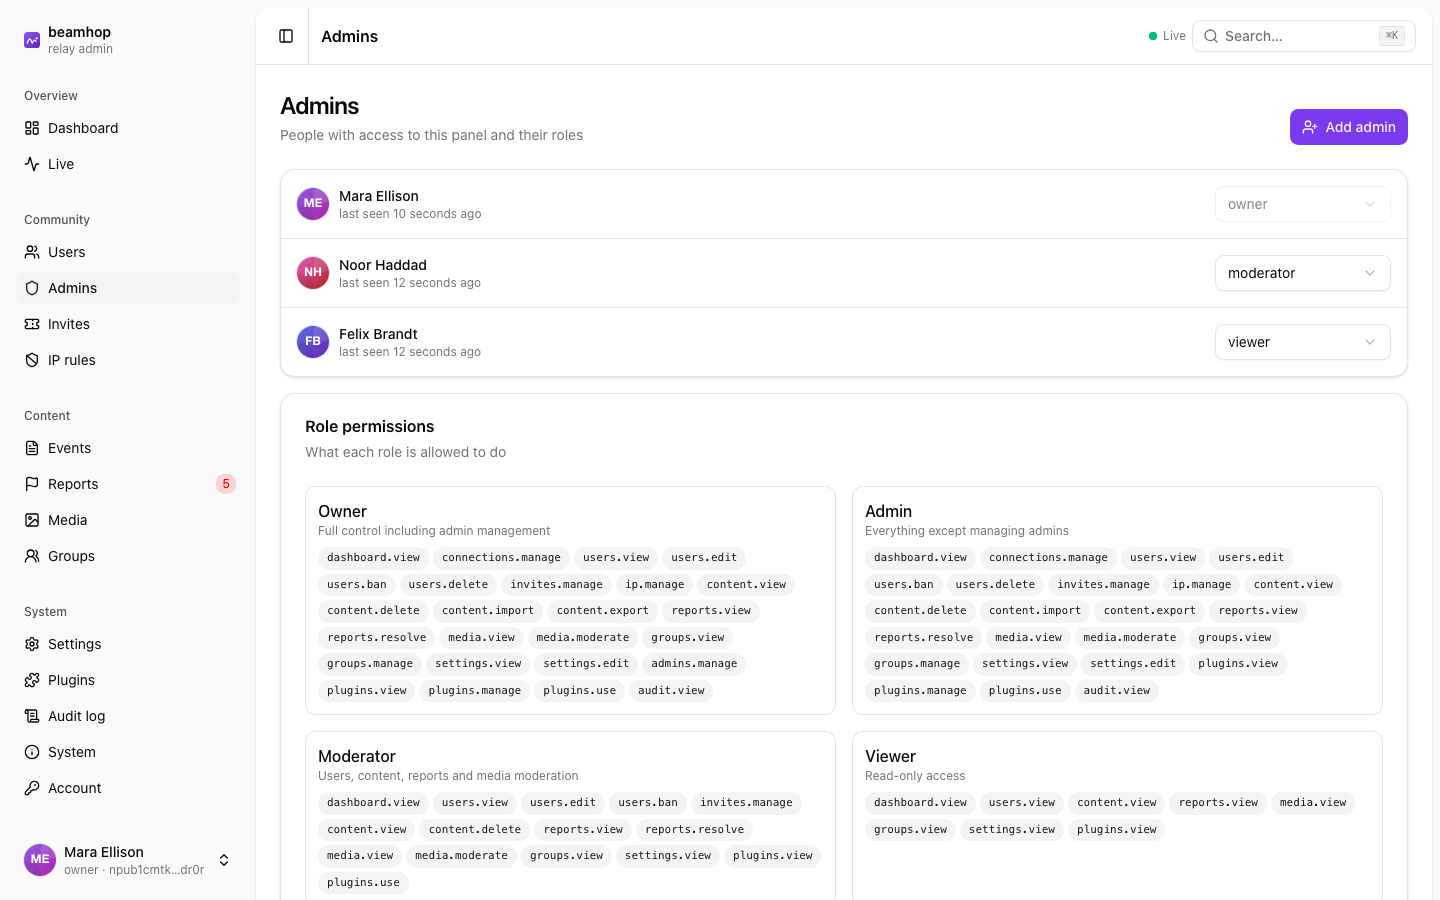 beamhop
relay admin
Overview
Dashboard
Live
Community
Users
Admins
Invites
IP rules
Content
Events
Reports
5
Media
Groups
System
Settings
Plugins
Audit log
System
Account
ME
Mara Ellison
owner · npub1cmtk...dr0r
Admins
Live
Search...
⌘K
Admins
People with access to this panel and their roles
Add admin
ME
Mara Ellison
last seen 10 seconds ago
owner
NH
Noor Haddad
last seen 12 seconds ago
moderator
FB
Felix Brandt
last seen 12 seconds ago
viewer
Role permissions
What each role is allowed to do
Owner
Full control including admin management
dashboard.view connections.manage users.view users.edit
users.ban users.delete invites.manage ip.manage content.view
content.delete content.import content.export reports.view
reports.resolve media.view media.moderate groups.view
groups.manage settings.view settings.edit admins.manage
plugins.view plugins.manage plugins.use audit.view
Admin
Everything except managing admins
dashboard.view connections.manage users.view users.edit
users.ban users.delete invites.manage ip.manage content.view
content.delete content.import content.export reports.view
reports.resolve media.view media.moderate groups.view
groups.manage settings.view settings.edit plugins.view
plugins.manage plugins.use audit.view
Moderator
Users, content, reports and media moderation
dashboard.view users.view users.edit users.ban invites.manage
content.view content.delete reports.view reports.resolve
media.view media.moderate groups.view settings.view plugins.view
plugins.use
Viewer
Read-only access
dashboard.view users.view content.view reports.view media.view
groups.view settings.view plugins.view